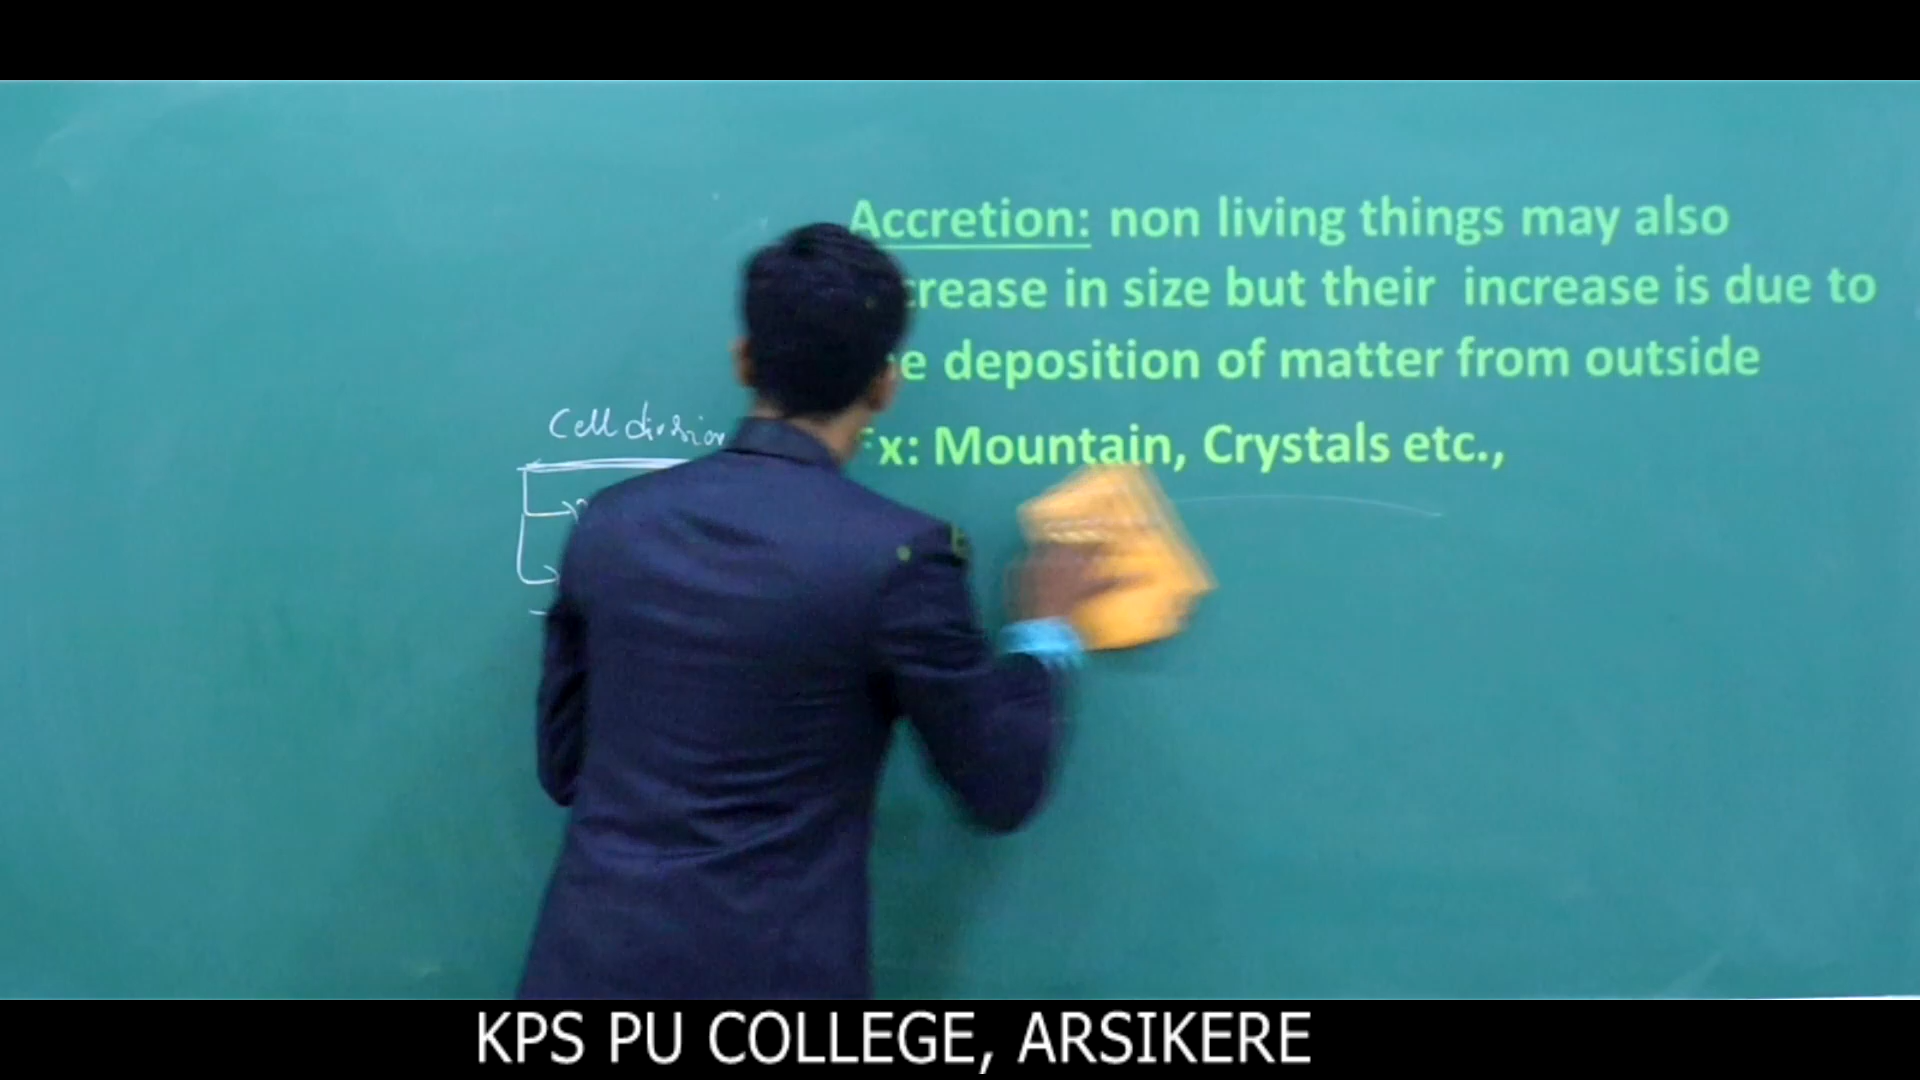 Accretion: non living things may also
crease in size but their increase is due to
e deposition of matter from outside
Cell division
Ex: Mountain, Crystals etc.,
KPS PU COLLEGE, ARSIKERE